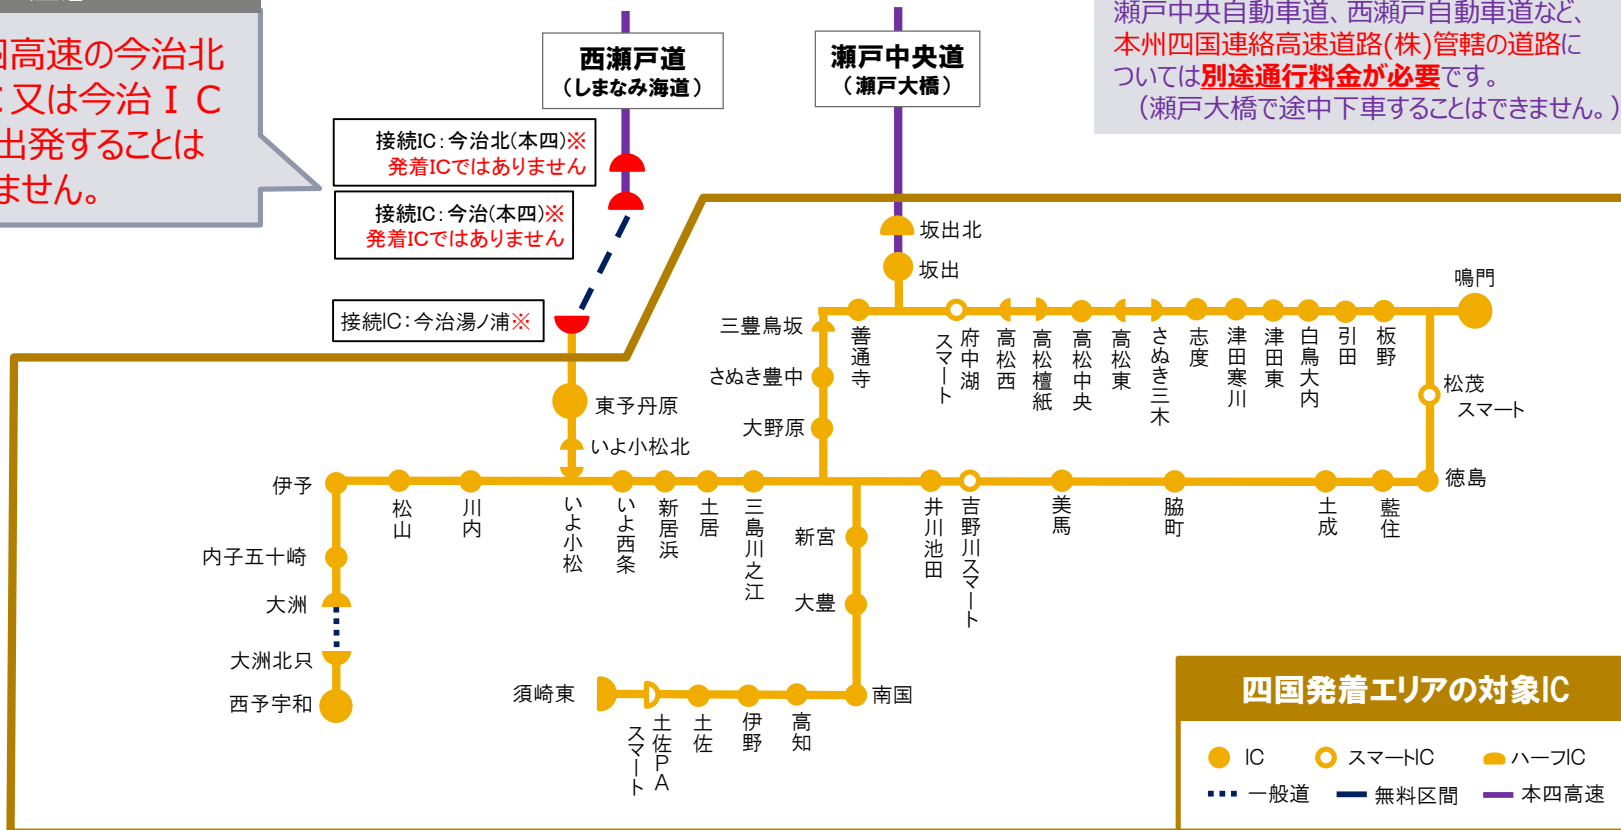 四高速の今治北
又は今治ＩＣ
出発することは
ません。
西瀬戸道
（しまなみ海道）
瀬戸中央道
（瀬戸大橋）
瀬戸中央自動車道、西瀬戸自動車道など、
本州四国連絡高速道路(株)管轄の道路に
ついては別途通行料金が必要です。
（瀬戸大橋で途中下車することはできません。）
接続IC：今治北(本四)※
発着ICではありません
接続IC：今治(本四)※
発着ICではありません
接続IC：今治湯ノ浦※
坂出北
坂出
鳴門
三豊鳥坂
善通寺
府中湖
スマート
高松西
高松檀紙
高松中央
高松東
さぬき三木
志度
津田寒川
津田東
白鳥大内
引田
板野
さぬき豊中
大野原
松茂
スマート
東予丹原
いよ小松北
伊予
松山
川内
いよ小松
いよ西条
新居浜
土居
三島川之江
井川池田
吉野川スマート
美馬
脇町
土成
藍住
徳島
新宮
大豊
内子五十崎
大洲
大洲北只
西予宇和
須崎東
土佐PA
スマート
土佐
伊野
高知
南国
四国発着エリアの対象IC
IC
スマートIC
ハーフIC
一般道
無料区間
本四高速